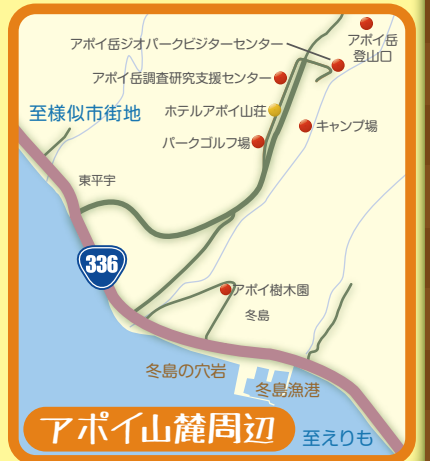 アポイ岳ジオパークビジターセンター
アポイ岳
登山口
アポイ岳調査研究支援センター
至様似市街地
ホテルアポイ山荘
キャンプ場
パークゴルフ場
東平宇
336
アポイ樹木園
冬島
冬島の穴岩
冬島漁港
アポイ山麓周辺
至えりも